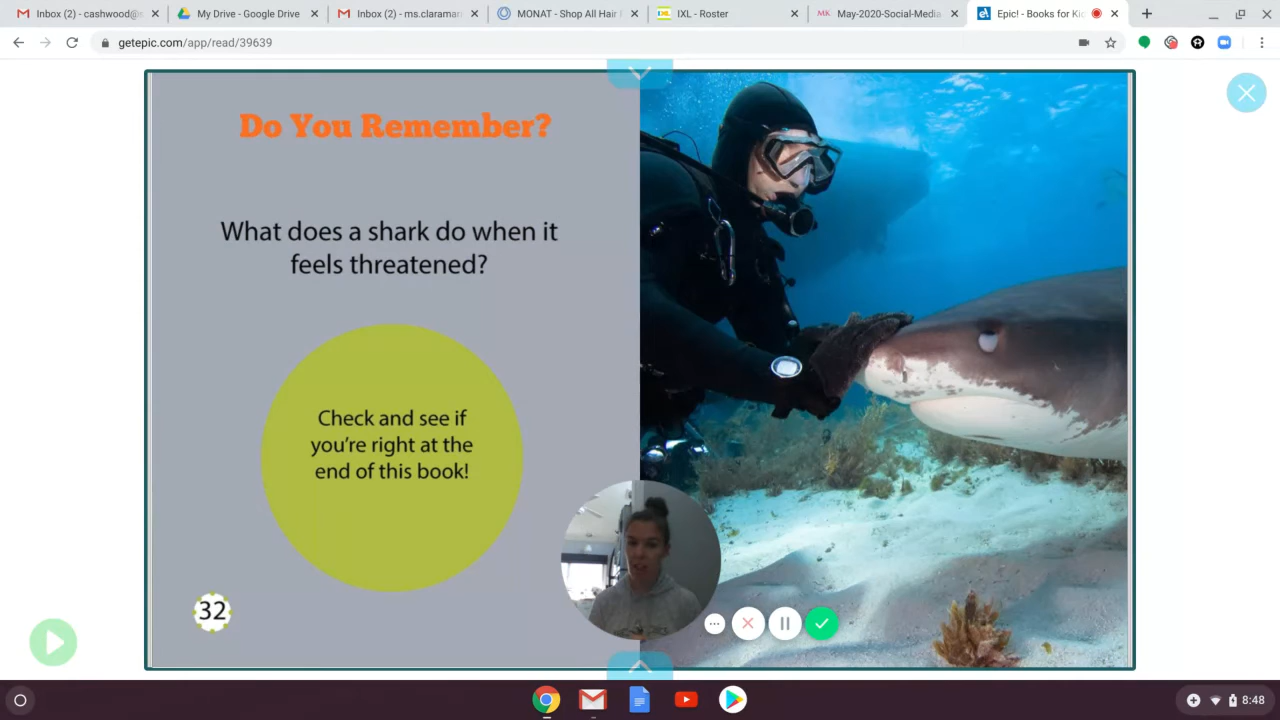 Inbox (2) - cashwood@s
My Drive - Google Drive
Inbox (2) - ms.claramar
MONAT - Shop All Hair P
IXL - Roster
MK May-2020-Social-Media
Epic! - Books for Kid
getepic.com/app/read/39639
Do You Remember?
What does a shark do when it
feels threatened?
Check and see if
you're right at the
end of this book!
32
8:48